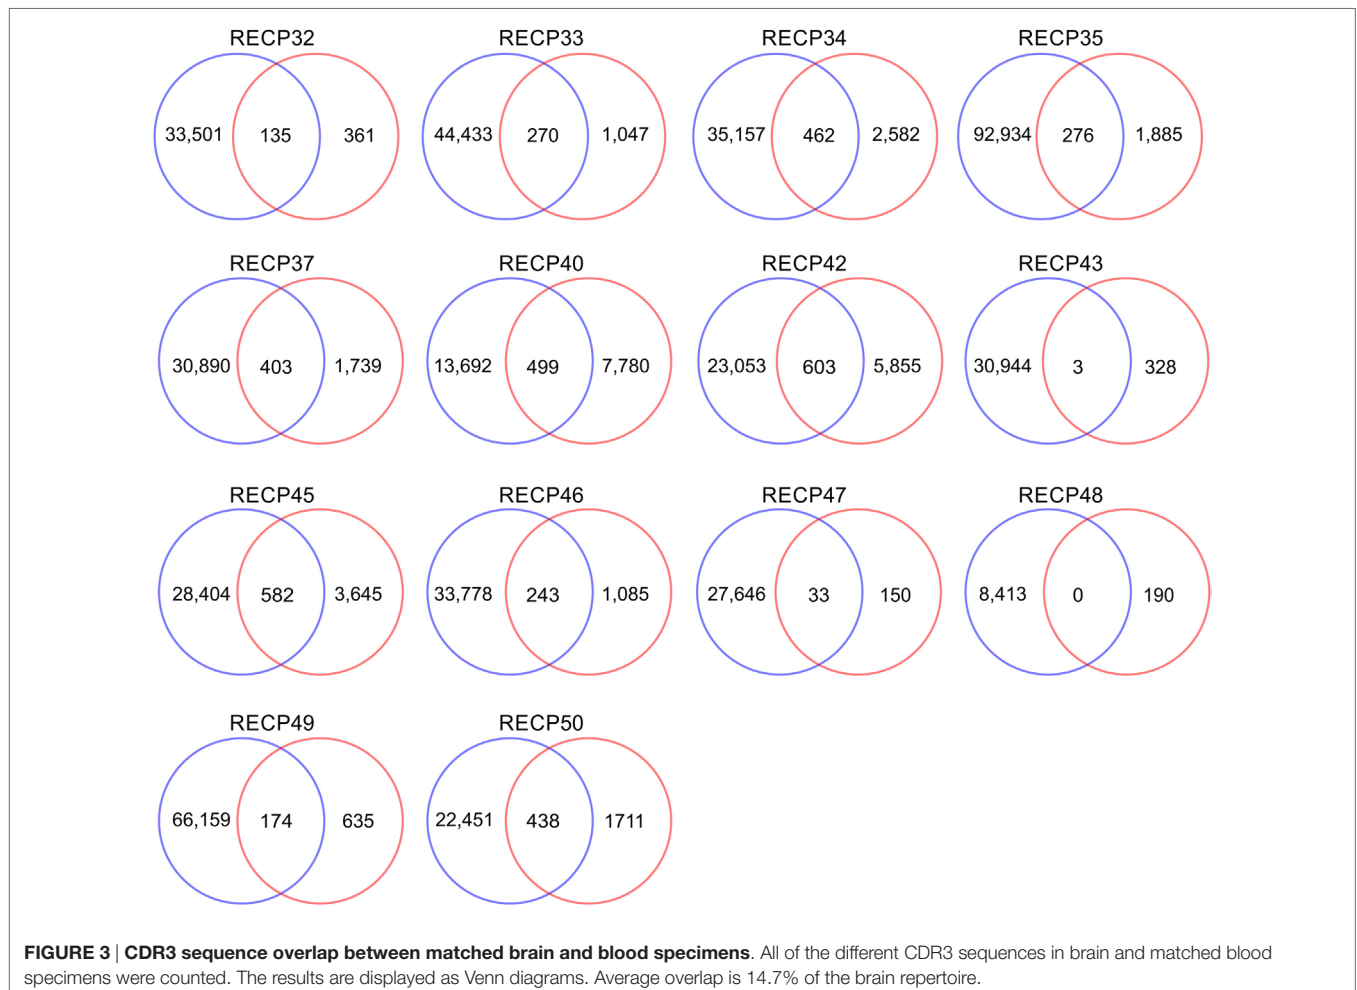 RECP32 RECP33 RECP34 RECP35
33,501 135 361 44,433 270 1,047 35,157 462 2,582 92,934 276 1,885
RECP37 RECP40 RECP42 RECP43
30,890 403 1,739 13,692 499 7,780 23,053 603 5,855 30,944 3 328
RECP45 RECP46 RECP47 RECP48
28,404 582 3,645 33,778 243 1,085 27,646 33 150 8,413 0 190
RECP49 RECP50
66,159 174 635 22,451 438 1711
FIGURE 3 | CDR3 sequence overlap between matched brain and blood specimens. All of the different CDR3 sequences in brain and matched blood
specimens were counted. The results are displayed as Venn diagrams. Average overlap is 14.7% of the brain repertoire.